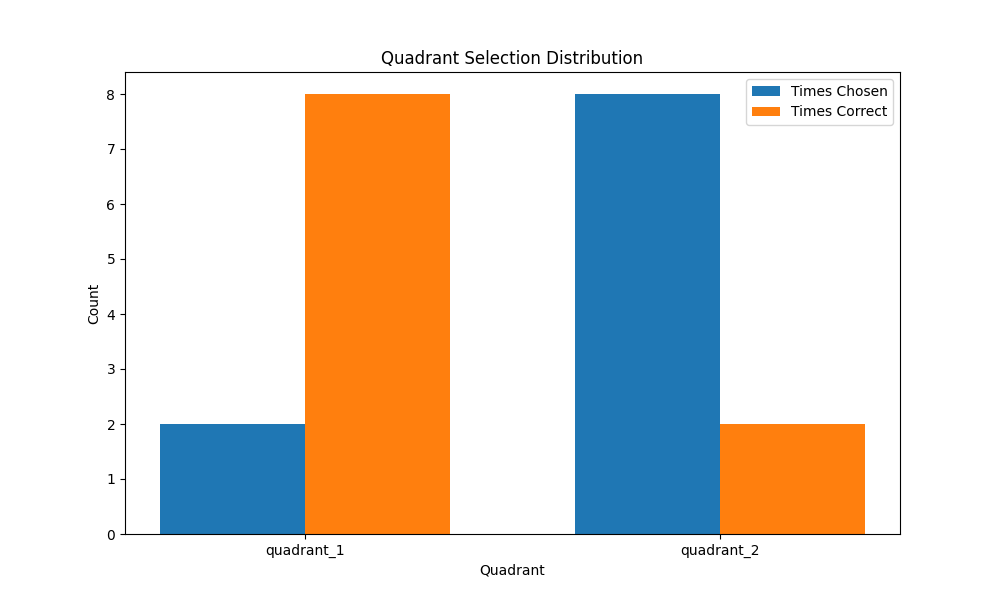 Quadrant Selection Distribution
Times Chosen
Times Correct
8
7
6
5
4
3
2
1
0
Count
quadrant_1
quadrant_2
Quadrant